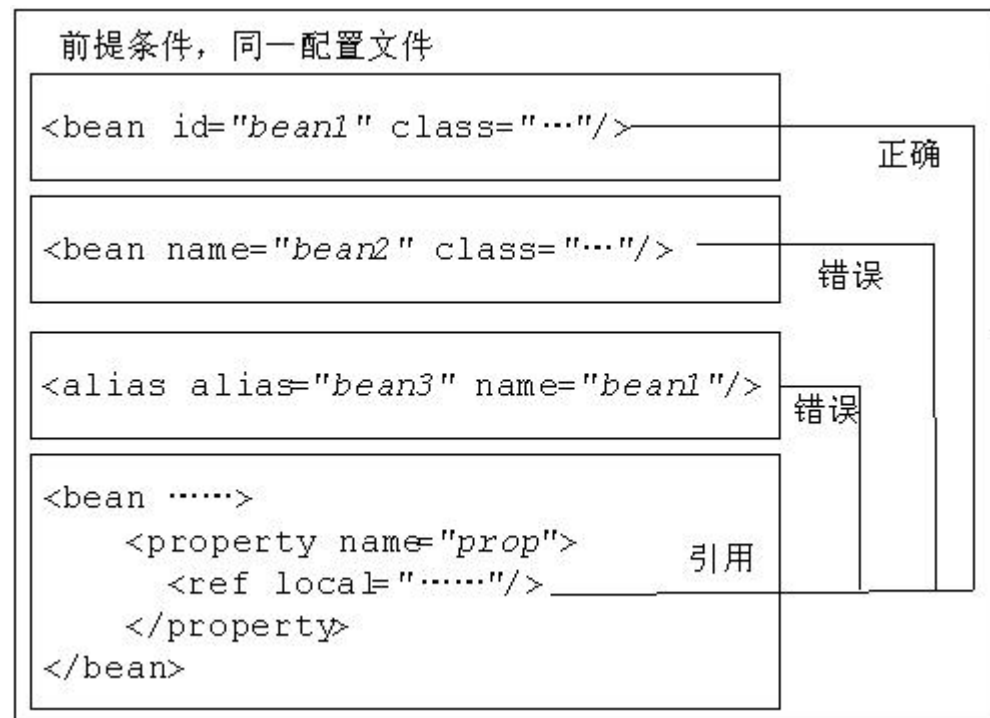 前提条件，同一配置文件
<bean id="bean1" class="…"/>
正确
<bean name="bean2" class="…"/>
错误
<alias alias="bean3" name="bean1"/>
错误
<bean ……>
<property name="prop">
<ref local="……"/>
引用
</property>
</bean>